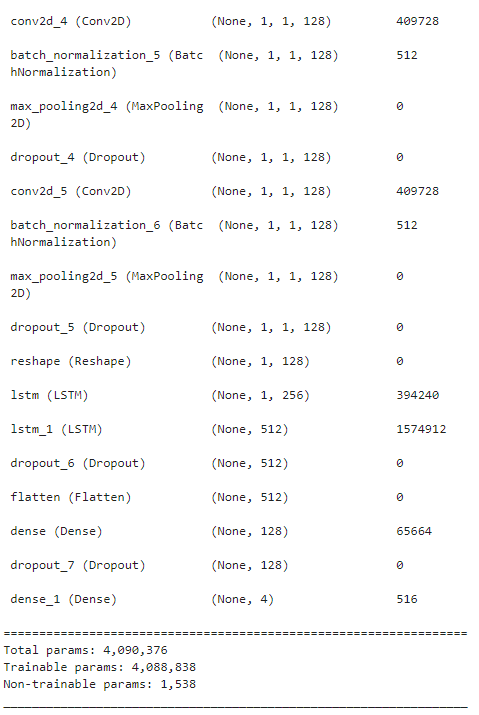 conv2d_4 (Conv2D) (None, 1, 1, 128) 409728
batch_normalization_5 (Batc (None, 1, 1, 128) 512
hNormalization)
max_pooling2d_4 (MaxPooling (None, 1, 1, 128) 0
2D)
dropout_4 (Dropout) (None, 1, 1, 128) 0
conv2d_5 (Conv2D) (None, 1, 1, 128) 409728
batch_normalization_6 (Batc (None, 1, 1, 128) 512
hNormalization)
max_pooling2d_5 (MaxPooling (None, 1, 1, 128) 0
2D)
dropout_5 (Dropout) (None, 1, 1, 128) 0
reshape (Reshape) (None, 1, 128) 0
lstm (LSTM) (None, 1, 256) 394240
lstm_1 (LSTM) (None, 512) 1574912
dropout_6 (Dropout) (None, 512) 0
flatten (Flatten) (None, 512) 0
dense (Dense) (None, 128) 65664
dropout_7 (Dropout) (None, 128) 0
dense_1 (Dense) (None, 4) 516
=================================================================
Total params: 4,090,376
Trainable params: 4,088,838
Non-trainable params: 1,538
_________________________________________________________________